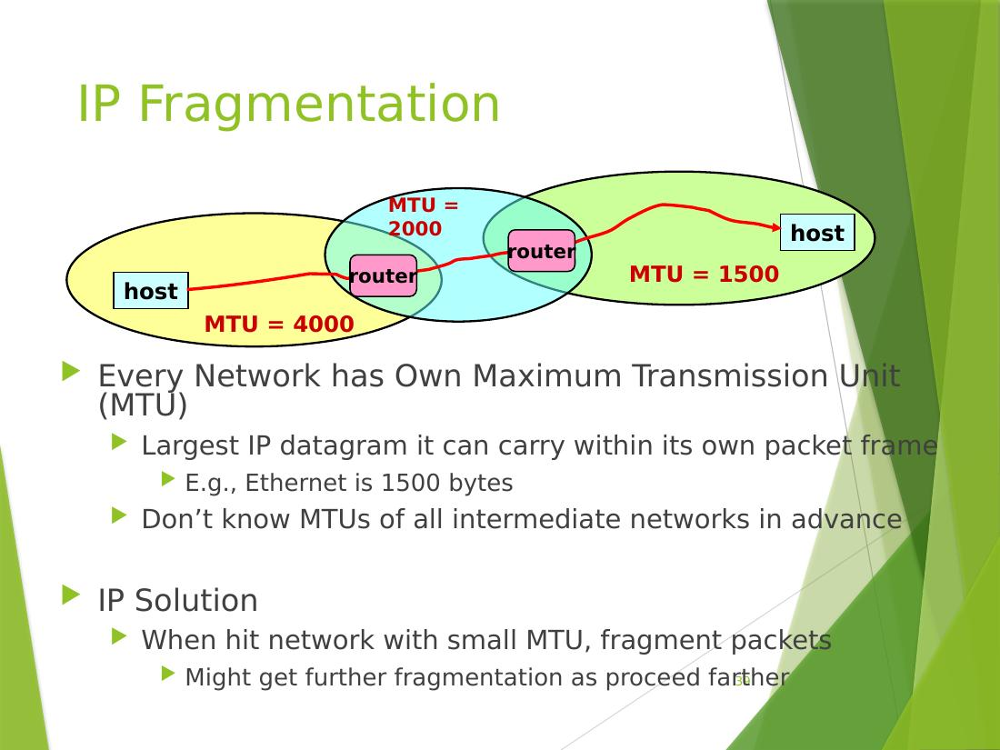 IP Fragmentation
MTU =
2000
host
router
router
MTU = 1500
host
MTU = 4000
Every Network has Own Maximum Transmission Unit
(MTU)
Largest IP datagram it can carry within its own packet frame
E.g., Ethernet is 1500 bytes
Don’t know MTUs of all intermediate networks in advance
IP Solution
When hit network with small MTU, fragment packets
Might get further fragmentation as proceed farther